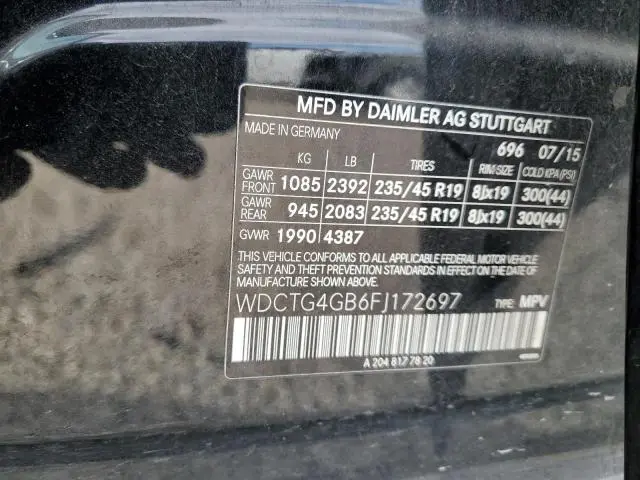 MFD BY DAIMLER AG STUTTGART
MADE IN GERMANY 696 07/15
KG LB TIRES RIM SIZE COLD KPA (PSI)
GAWR FRONT 1085 2392 235/45 R19 8Jx19 300(44)
GAWR REAR 945 2083 235/45 R19 8Jx19 300(44)
GVWR 1990 4387
THIS VEHICLE CONFORMS TO ALL APPLICABLE FEDERAL MOTOR VEHICLE
SAFETY AND THEFT PREVENTION STANDARDS IN EFFECT ON THE DATE OF
MANUFACTURE SHOWN ABOVE.
WDCTG4GB6FJ172697 TYPE: MPV
A 204 817 78 20